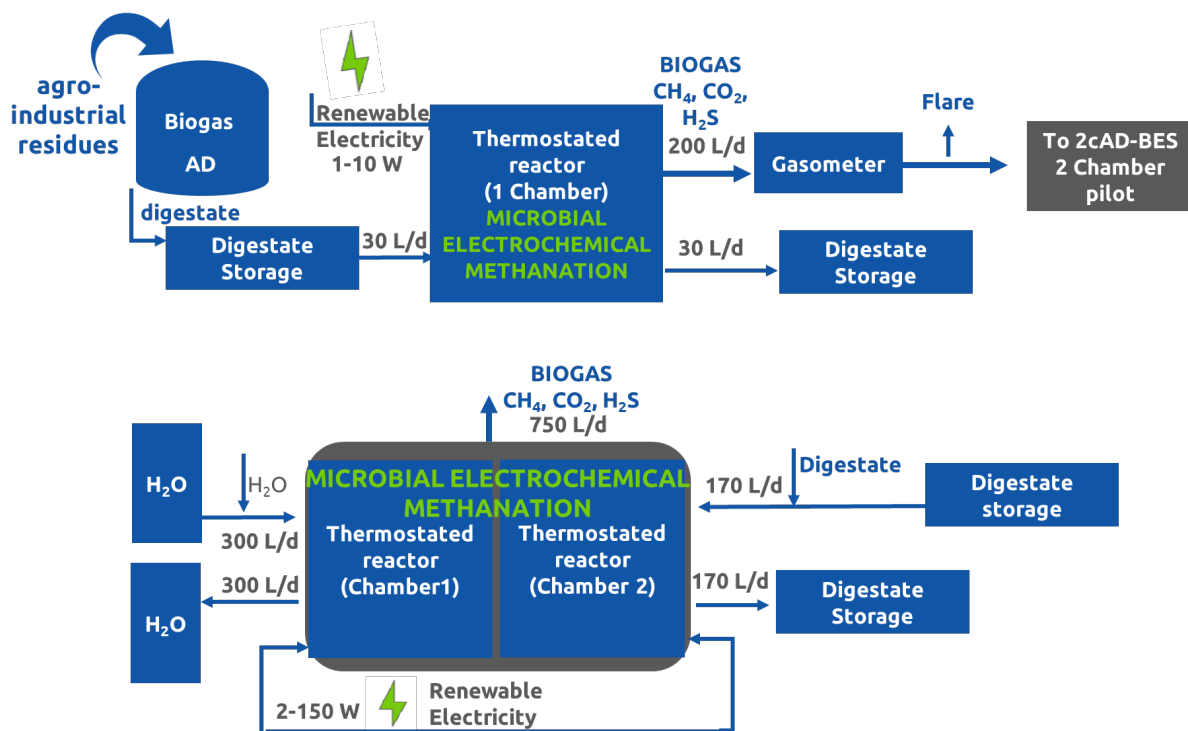 agro-
industrial
residues
Biogas
AD
digestate
Digestate
Storage
30 L/d
Renewable
Electricity
1-10 W
Thermostated
reactor
(1 Chamber)
MICROBIAL
ELECTROCHEMICAL
METHANATION
BIOGAS
CH₄, CO₂,
H₂S
200 L/d
Gasometer
Flare
To 2cAD-BES
2 Chamber
pilot
30 L/d
Digestate
Storage
BIOGAS
CH₄, CO₂, H₂S
750 L/d
H₂O
H₂O
300 L/d
300 L/d
H₂O
MICROBIAL ELECTROCHEMICAL
METHANATION
Thermostated
reactor
(Chamber1)
Thermostated
reactor
(Chamber 2)
170 L/d
Digestate
Digestate
storage
170 L/d
Digestate
Storage
2-150 W
Renewable
Electricity